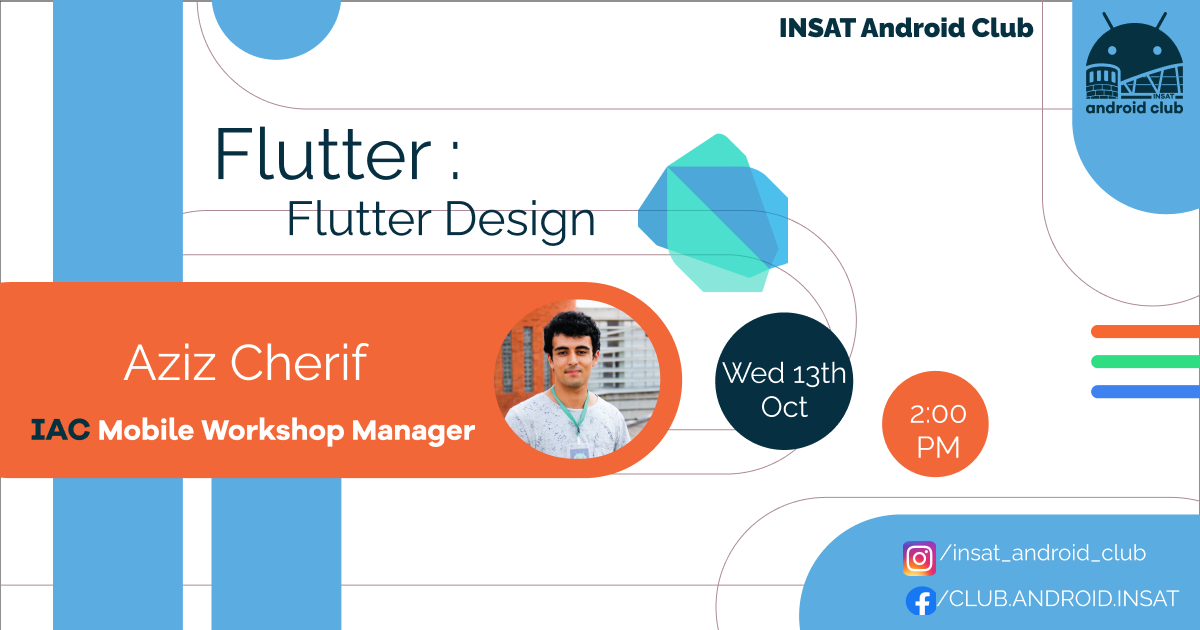 INSAT Android Club
INSAT
android club
Flutter :
Flutter Design
Aziz Cherif
IAC Mobile Workshop Manager
Wed 13th
Oct
2:00
PM
/insat_android_club
/CLUB.ANDROID.INSAT